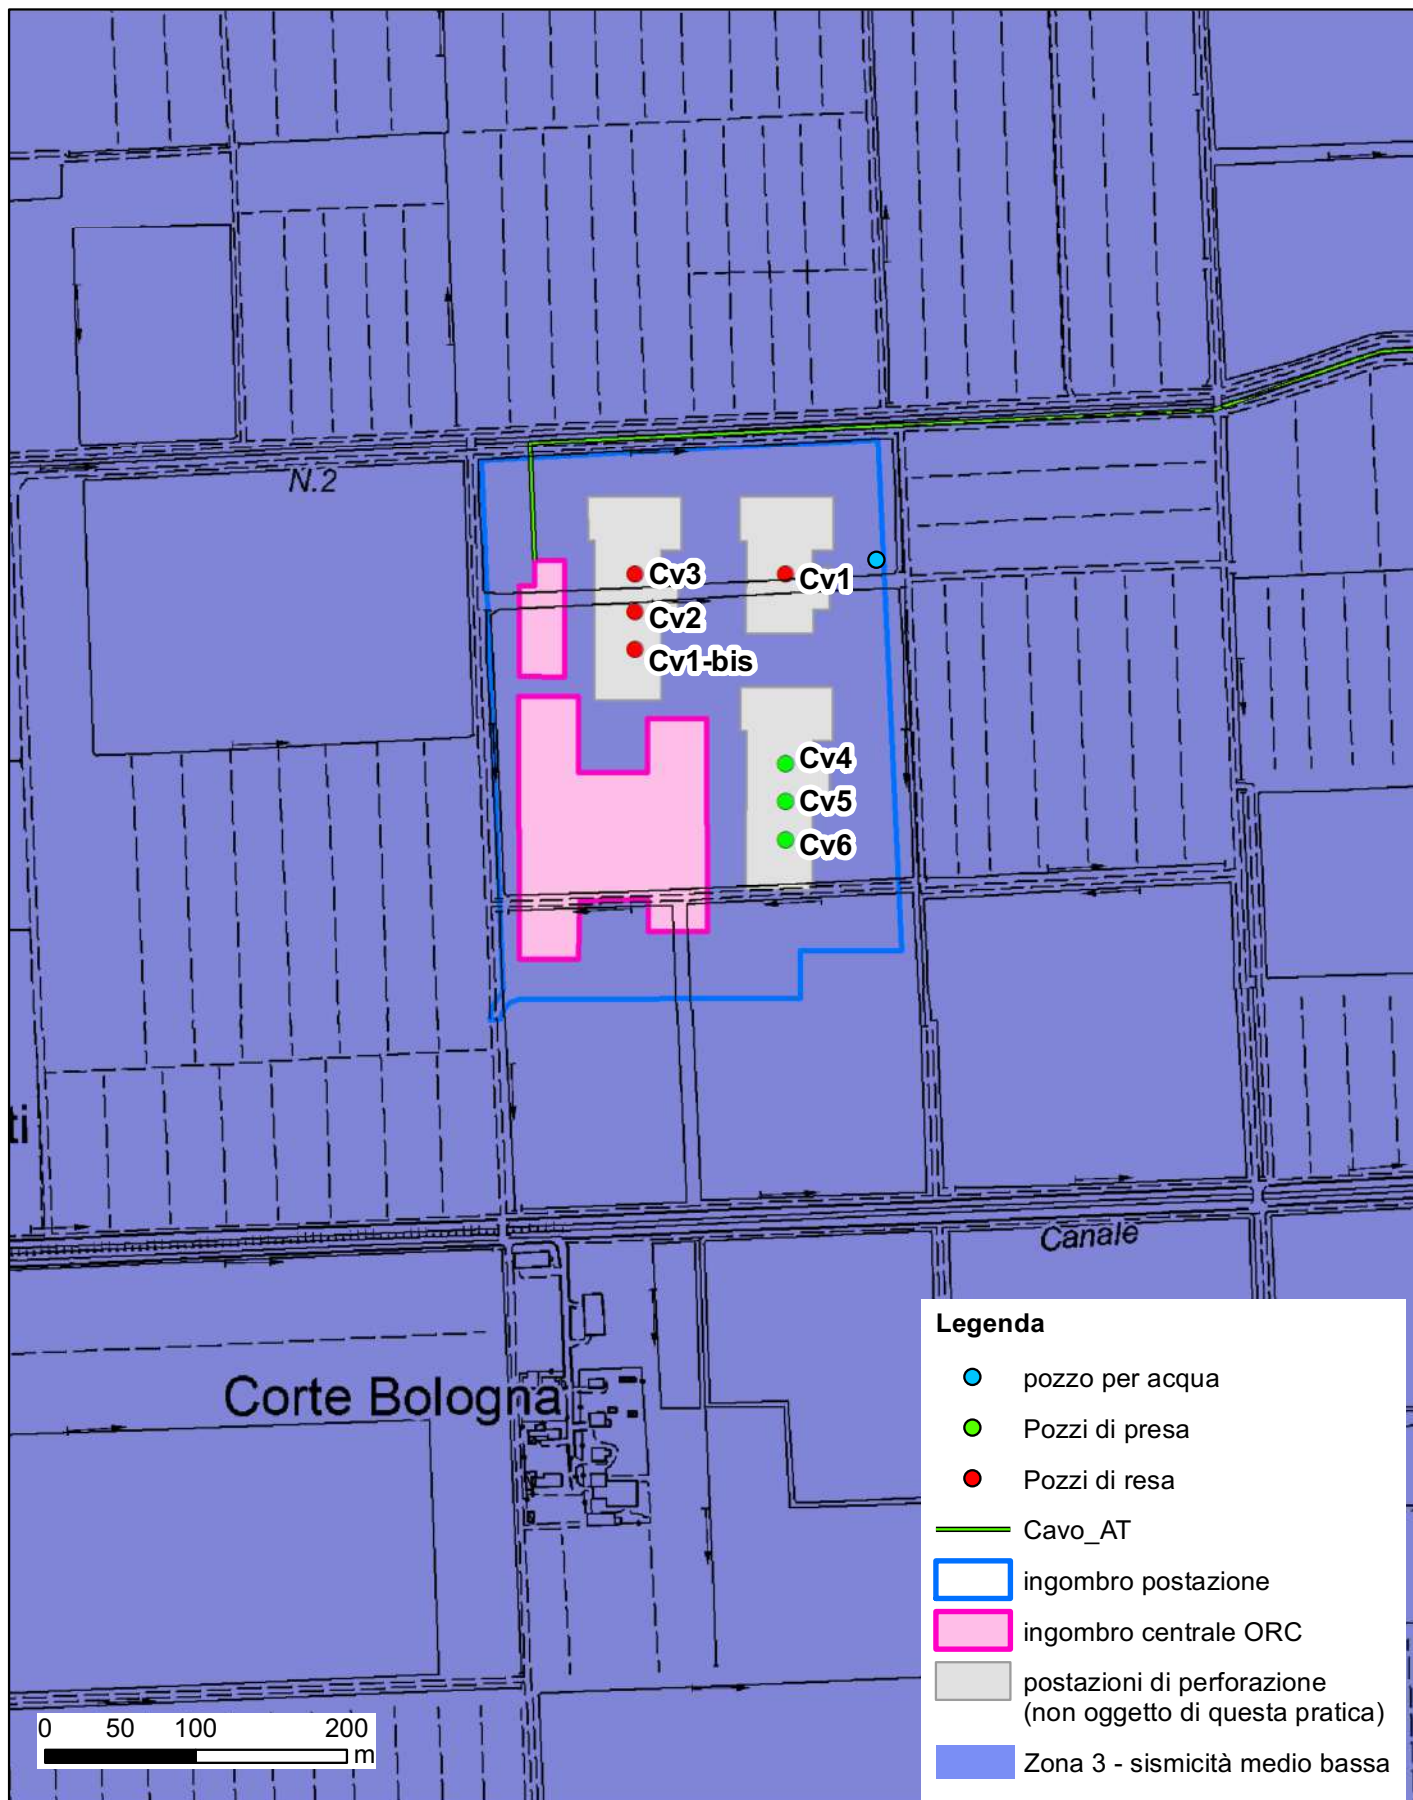 N.2
Cv3
Cv1
Cv2
Cv1-bis
Cv4
Cv5
Cv6
ti
Canale
Corte Bologna
Legenda
pozzo per acqua
Pozzi di presa
Pozzi di resa
Cavo_AT
ingombro postazione
ingombro centrale ORC
postazioni di perforazione
(non oggetto di questa pratica)
Zona 3 - sismicità medio bassa
0 50 100 200
m